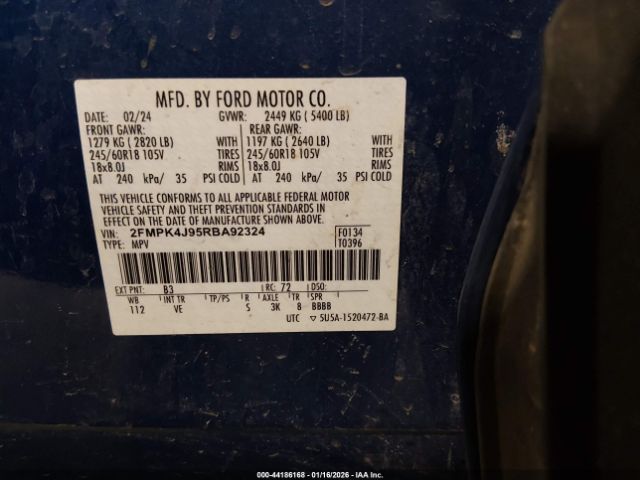 MFD. BY FORD MOTOR CO.
DATE: 02/24 GVWR: 2449 KG ( 5400 LB)
FRONT GAWR: REAR GAWR:
1279 KG ( 2820 LB) WITH 1197 KG ( 2640 LB) WITH
245/60R18 105V TIRES 245/60R18 105V TIRES
18x8.0J RIMS 18x8.0J RIMS
AT 240 kPa/ 35 PSI COLD AT 240 kPa/ 35 PSI COLD
THIS VEHICLE CONFORMS TO ALL APPLICABLE FEDERAL MOTOR
VEHICLE SAFETY AND THEFT PREVENTION STANDARDS IN
EFFECT ON THE DATE OF MANUFACTURE SHOWN ABOVE.
VIN: 2FMPK4J95RBA92324 F0134
TYPE: MPV T0396
EXT PNT: B3 RC: 72 DSO:
WB INT TR TP/PS R AXLE TR SPR
112 VE S 3K 8 BBBB
UTC ▽ 5U5A-1520472-BA
000-44186168 - 01/16/2026 - IAAI.com